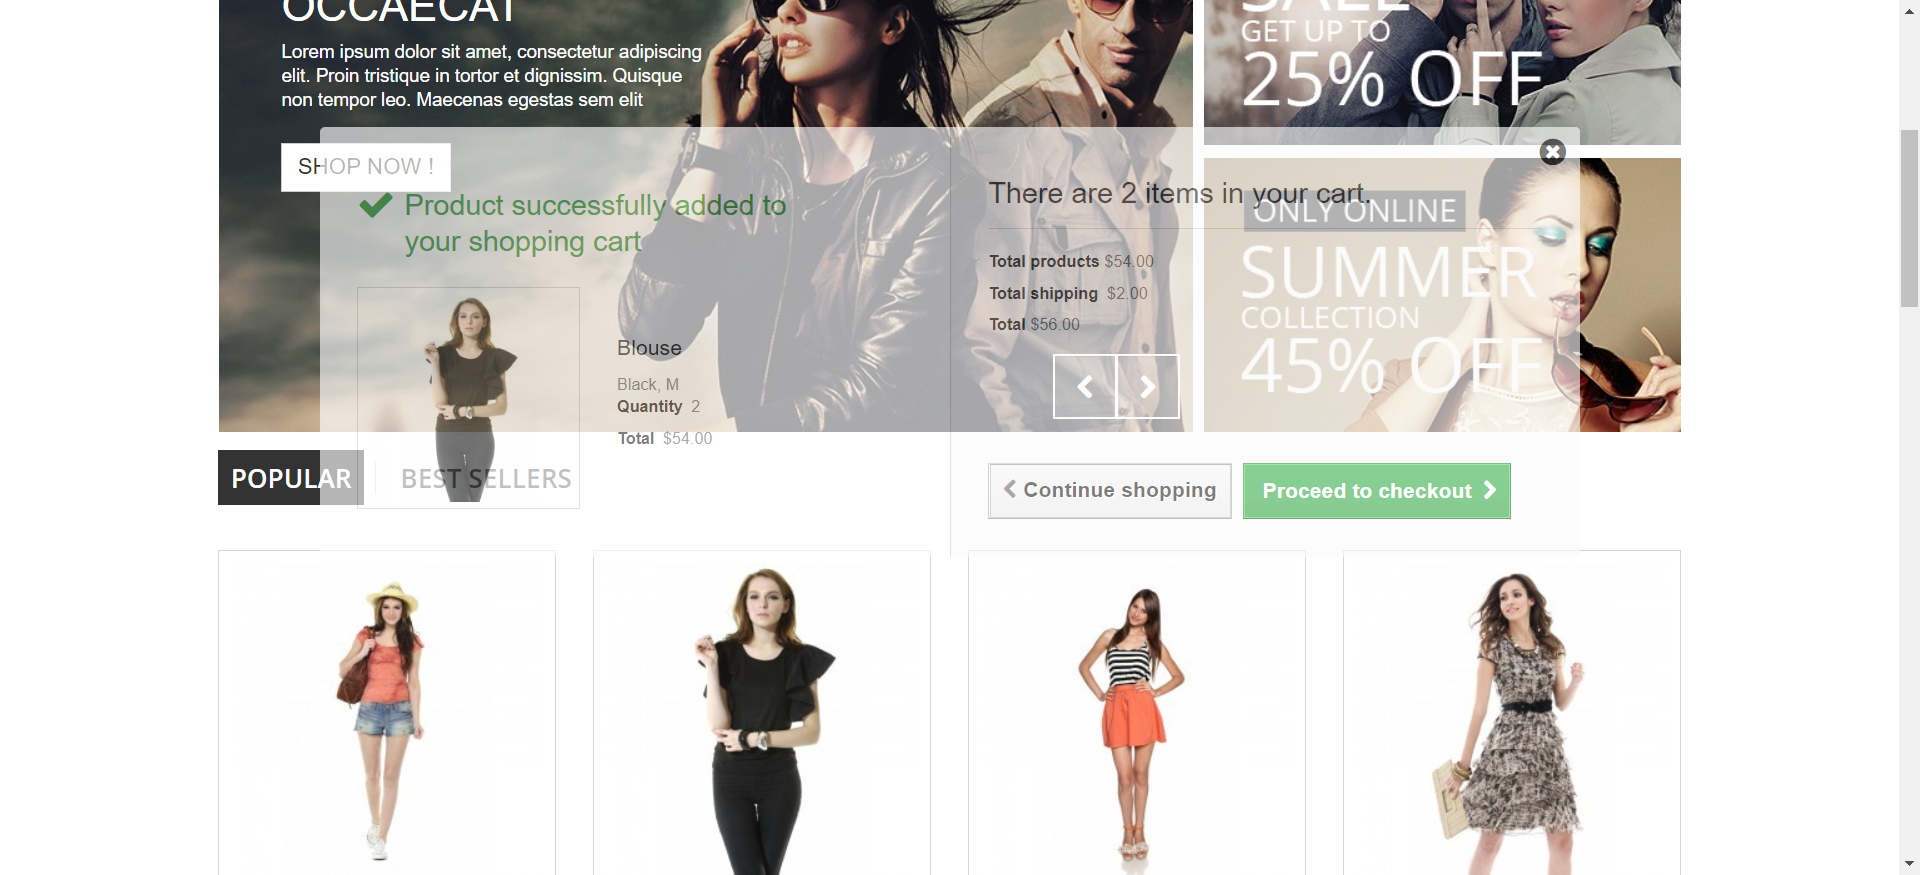 OCCAECAT
Lorem ipsum dolor sit amet, consectetur adipiscing
elit. Proin tristique in tortor et dignissim. Quisque
non tempor leo. Maecenas egestas sem elit
SHOP NOW !
SALE
GET UP TO
25% OFF
Product successfully added to
your shopping cart
Blouse
Black, M
Quantity 2
Total $54.00
There are 2 items in your cart.
Total products $54.00
Total shipping $2.00
Total $56.00
Continue shopping
Proceed to checkout
ONLY ONLINE
SUMMER
COLLECTION
45% OFF
POPULAR
BEST SELLERS